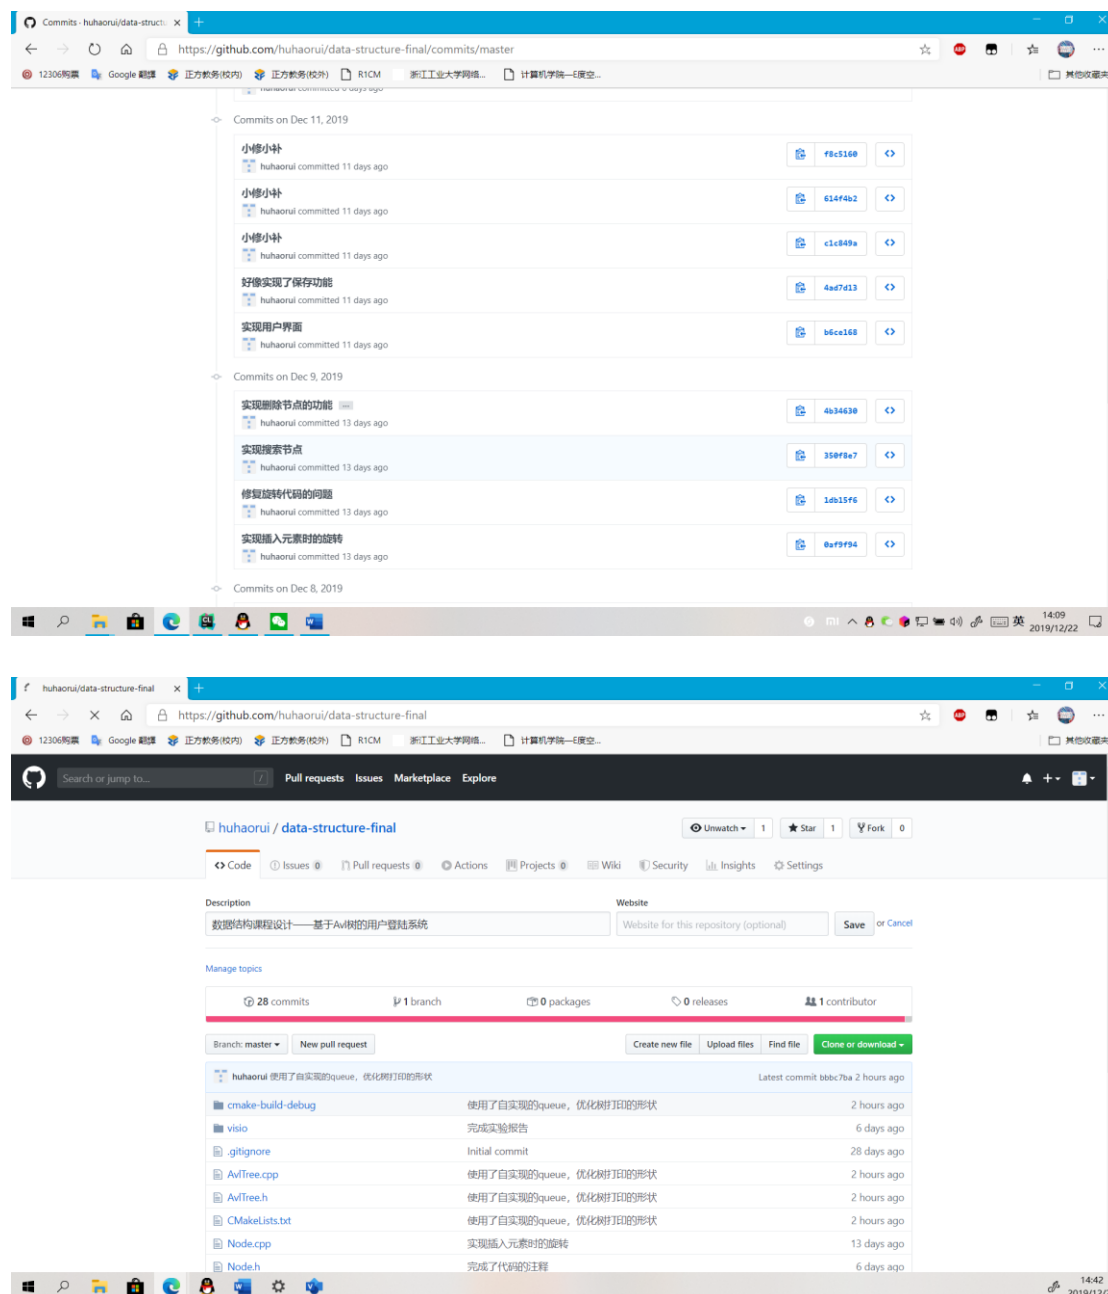 Commits · huhaorui/data-structu
https://github.com/huhaorui/data-structure-final/commits/master
12306购票 Google 翻譯 正方教务(校内) 正方教务(校外) R1CM 浙江工业大学网络... 计算机学院—E度空... 其他收藏夹
huhaorui committed 6 days ago
Commits on Dec 11, 2019
小修小补
huhaorui committed 11 days ago
f8c5160
小修小补
huhaorui committed 11 days ago
614f4b2
小修小补
huhaorui committed 11 days ago
c1c849a
好像实现了保存功能
huhaorui committed 11 days ago
4ad7d13
实现用户界面
huhaorui committed 11 days ago
b6ce168
Commits on Dec 9, 2019
实现删除节点的功能 ...
huhaorui committed 13 days ago
4b34630
实现搜索节点
huhaorui committed 13 days ago
350f8e7
修复旋转代码的问题
huhaorui committed 13 days ago
1db15f6
实现插入元素时的旋转
huhaorui committed 13 days ago
0af9f94
Commits on Dec 8, 2019
英 14:09
2019/12/22
huhaorui/data-structure-final
https://github.com/huhaorui/data-structure-final
12306购票 Google 翻譯 正方教务(校内) 正方教务(校外) R1CM 浙江工业大学网络... 计算机学院—E度空... 其他收藏夹
Search or jump to... / Pull requests Issues Marketplace Explore
huhaorui / data-structure-final Unwatch 1 Star 1 Fork 0
Code Issues 0 Pull requests 0 Actions Projects 0 Wiki Security Insights Settings
Description Website
数据结构课程设计——基于Avl树的用户登陆系统 Website for this repository (optional) Save or Cancel
Manage topics
28 commits 1 branch 0 packages 0 releases 1 contributor
Branch: master New pull request Create new file Upload files Find file Clone or download
huhaorui 使用了自实现的queue，优化树打印的形状 Latest commit bbbc7ba 2 hours ago
cmake-build-debug 使用了自实现的queue，优化树打印的形状 2 hours ago
visio 完成实验报告 6 days ago
.gitignore Initial commit 28 days ago
AvlTree.cpp 使用了自实现的queue，优化树打印的形状 2 hours ago
AvlTree.h 使用了自实现的queue，优化树打印的形状 2 hours ago
CMakeLists.txt 使用了自实现的queue，优化树打印的形状 2 hours ago
Node.cpp 实现插入元素时的旋转 13 days ago
Node.h 完成了代码的注释 6 days ago
14:42